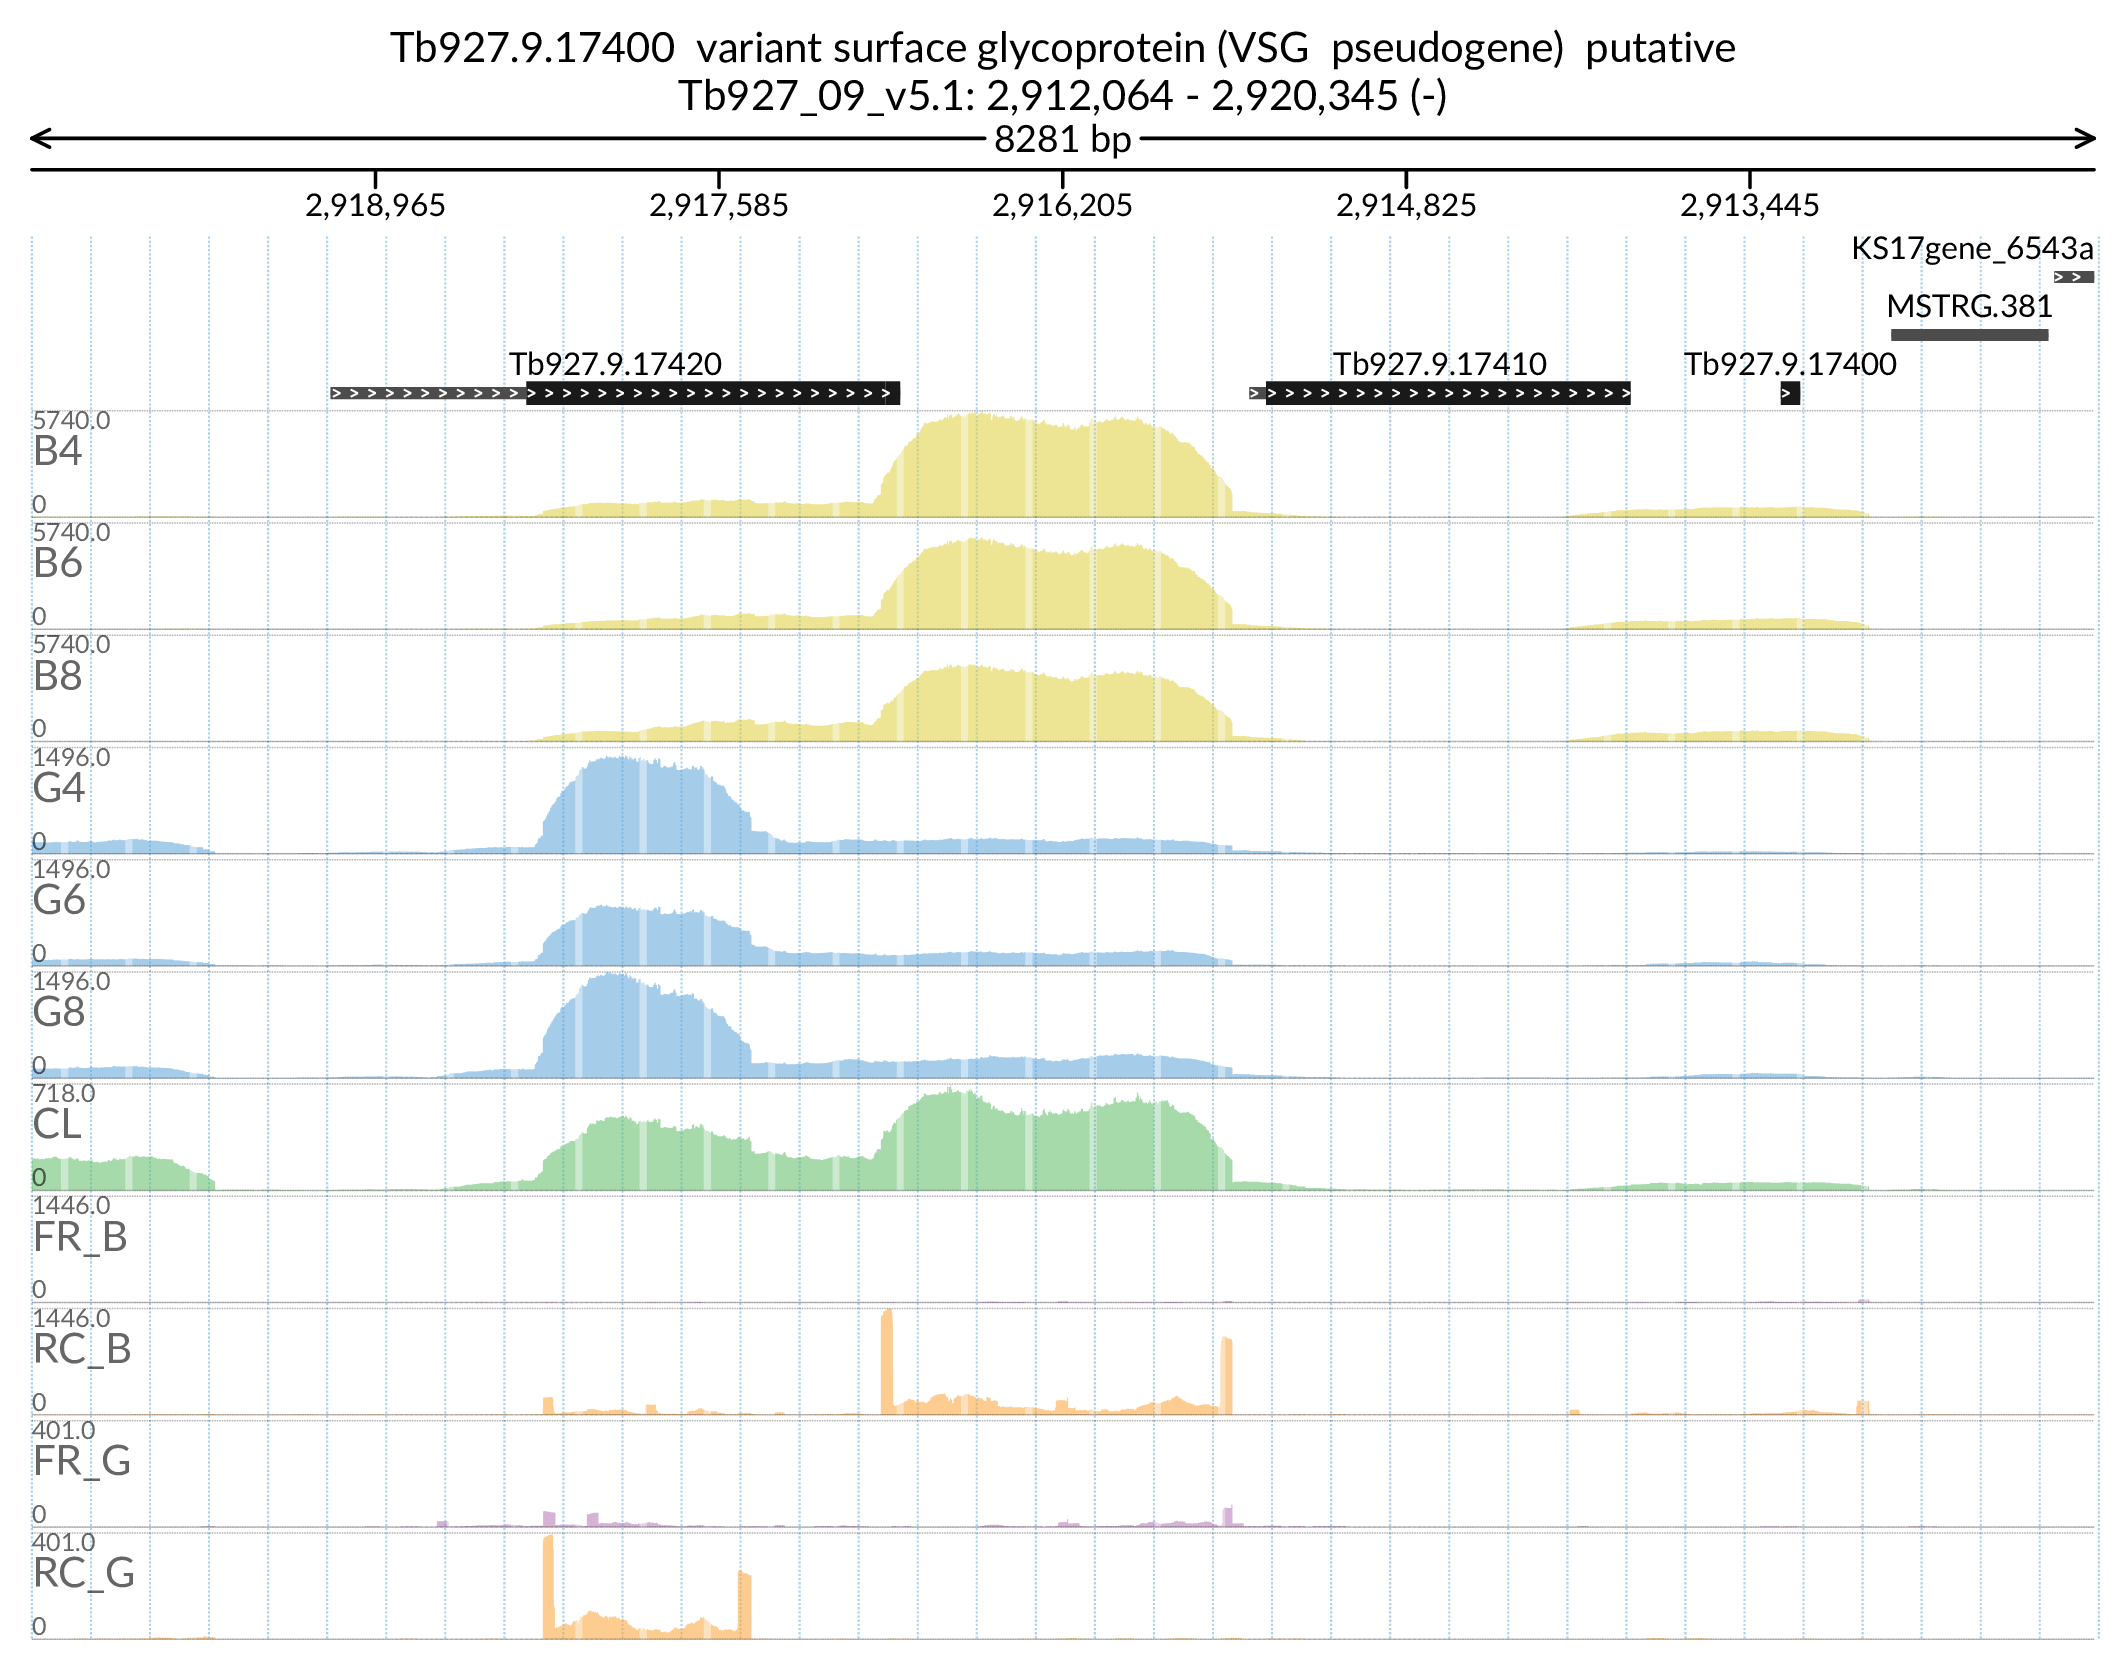 Tb927.9.17400 variant surface glycoprotein (VSG pseudogene) putative
Tb927_09_v5.1: 2,912,064 - 2,920,345 (-)
8281 bp
2,918,965 2,917,585 2,916,205 2,914,825 2,913,445
KS17gene_6543a
MSTRG.381
Tb927.9.17420 Tb927.9.17410 Tb927.9.17400
5740.0
B4
0
5740.0
B6
0
5740.0
B8
0
1496.0
G4
0
1496.0
G6
0
1496.0
G8
0
718.0
CL
0
1446.0
FR_B
0
1446.0
RC_B
0
401.0
FR_G
0
401.0
RC_G
0